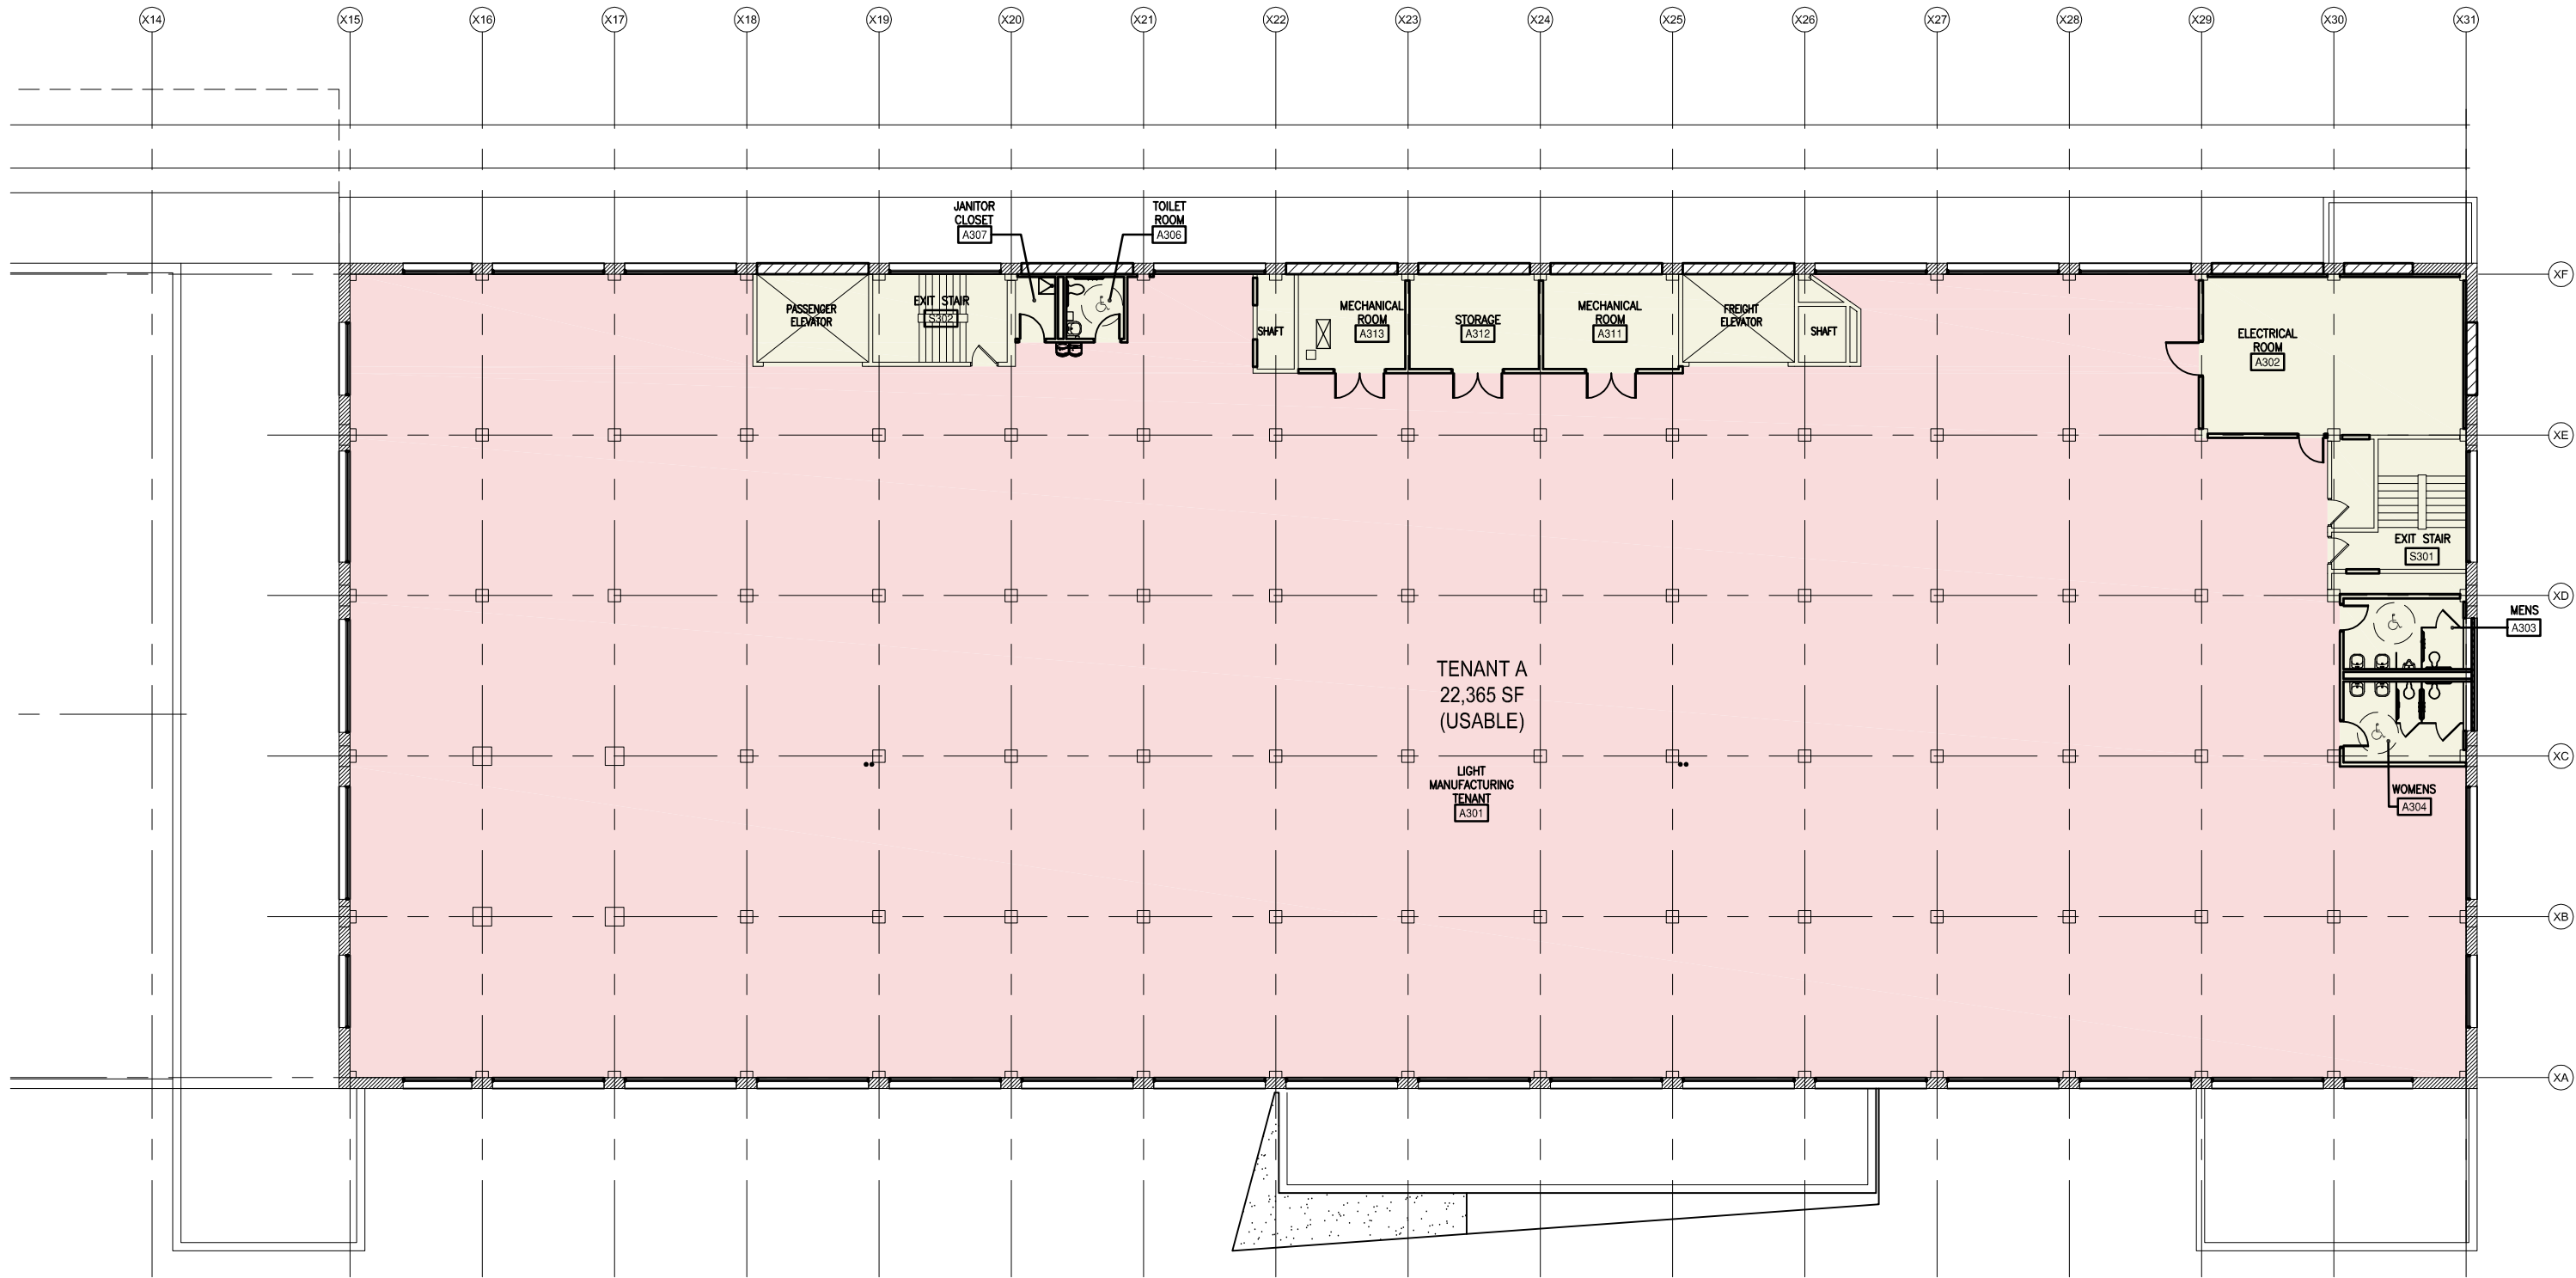 X14
X15
X16
X17
X18
X19
X20
X21
X22
X23
X24
X25
X26
X27
X28
X29
X30
X31
JANITOR
CLOSET
A307
TOILET
ROOM
A306
XF
PASSENGER
ELEVATOR
EXIT STAIR
S302
SHAFT
MECHANICAL
ROOM
A313
STORAGE
A312
MECHANICAL
ROOM
A311
FREIGHT
ELEVATOR
SHAFT
ELECTRICAL
ROOM
A302
XE
EXIT STAIR
S301
XD
MENS
A303
TENANT A
22,365 SF
(USABLE)
XC
LIGHT
MANUFACTURING
TENANT
A301
WOMENS
A304
XB
XA